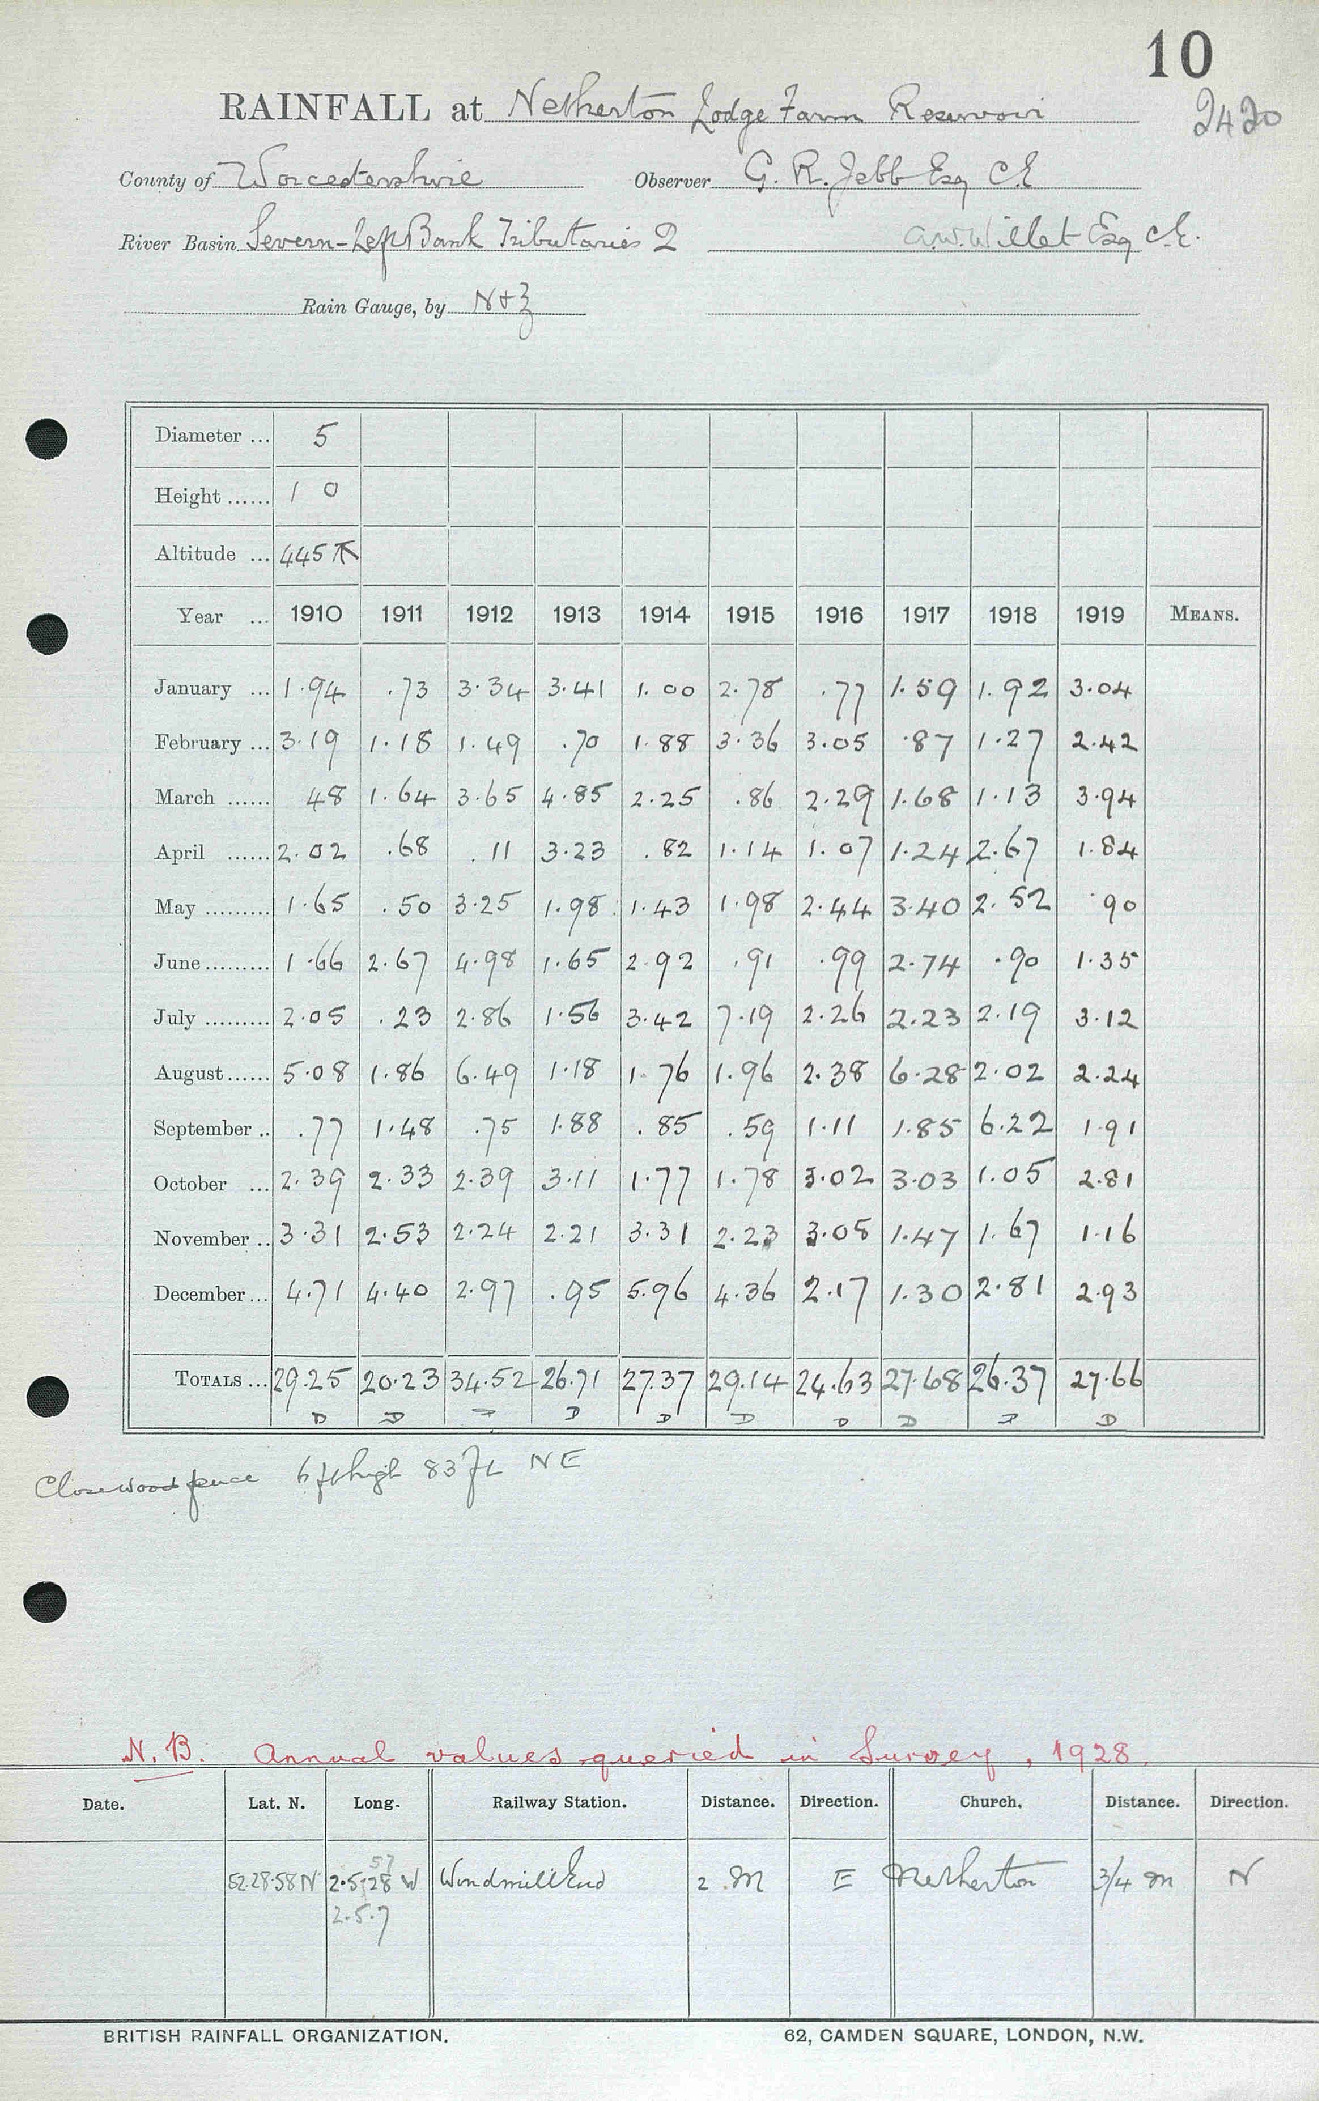 10
RAINFALL at Netherton Lodge Farm Reservoir
2420
County of Worcestershire Observer G. R. Jebb Esq C.E
River Basin Severn-Left Bank Tributaries 2 A.W. Willet Esq C.E.
Rain Gauge, by N+Z
Diameter ... 5
Height ...... 1 0
Altitude ... 445
Year ... 1910 1911 1912 1913 1914 1915 1916 1917 1918 1919 MEANS.
January ... 1.94 .73 3.34 3.41 1.00 2.78 .77 1.59 1.92 3.04
February ... 3.19 1.18 1.49 .70 1.88 3.36 3.05 .87 1.27 2.42
March ...... 48 1.64 3.65 4.85 2.25 .86 2.29 1.68 1.13 3.94
April ...... 2.02 .68 .11 3.23 .82 1.14 1.07 1.24 2.67 1.84
May ......... 1.65 .50 3.25 1.98 1.43 1.98 2.44 3.40 2.52 .90
June ......... 1.66 2.67 4.98 1.65 2.92 .91 .99 2.74 .90 1.35
July ......... 2.05 .23 2.86 1.56 3.42 7.19 2.26 2.23 2.19 3.12
August ...... 5.08 1.86 6.49 1.18 1.76 1.96 2.38 6.28 2.02 2.24
September .. .77 1.48 .75 1.88 .85 .59 1.11 1.85 6.22 1.91
October ... 2.39 2.33 2.39 3.11 1.77 1.78 3.02 3.03 1.05 2.81
November .. 3.31 2.53 2.24 2.21 3.31 2.23 3.08 1.47 1.67 1.16
December ... 4.71 4.40 2.97 .95 5.96 4.36 2.17 1.30 2.81 2.93
TOTALS ... 29.25 20.23 34.52 26.71 27.37 29.14 24.63 27.68 26.37 27.66
D D D D D D D D D D
Close wood fence 6ft high 83 ft NE
N.B. Annual values queried in Survey, 1928.
Date. Lat. N. Long. Railway Station. Distance. Direction. Church. Distance. Direction.
57
52.28.58 N 2.5.28 W Windmill End 2 m E Netherton 3/4 m N
2.5.7
BRITISH RAINFALL ORGANIZATION. 62, CAMDEN SQUARE, LONDON, N.W.